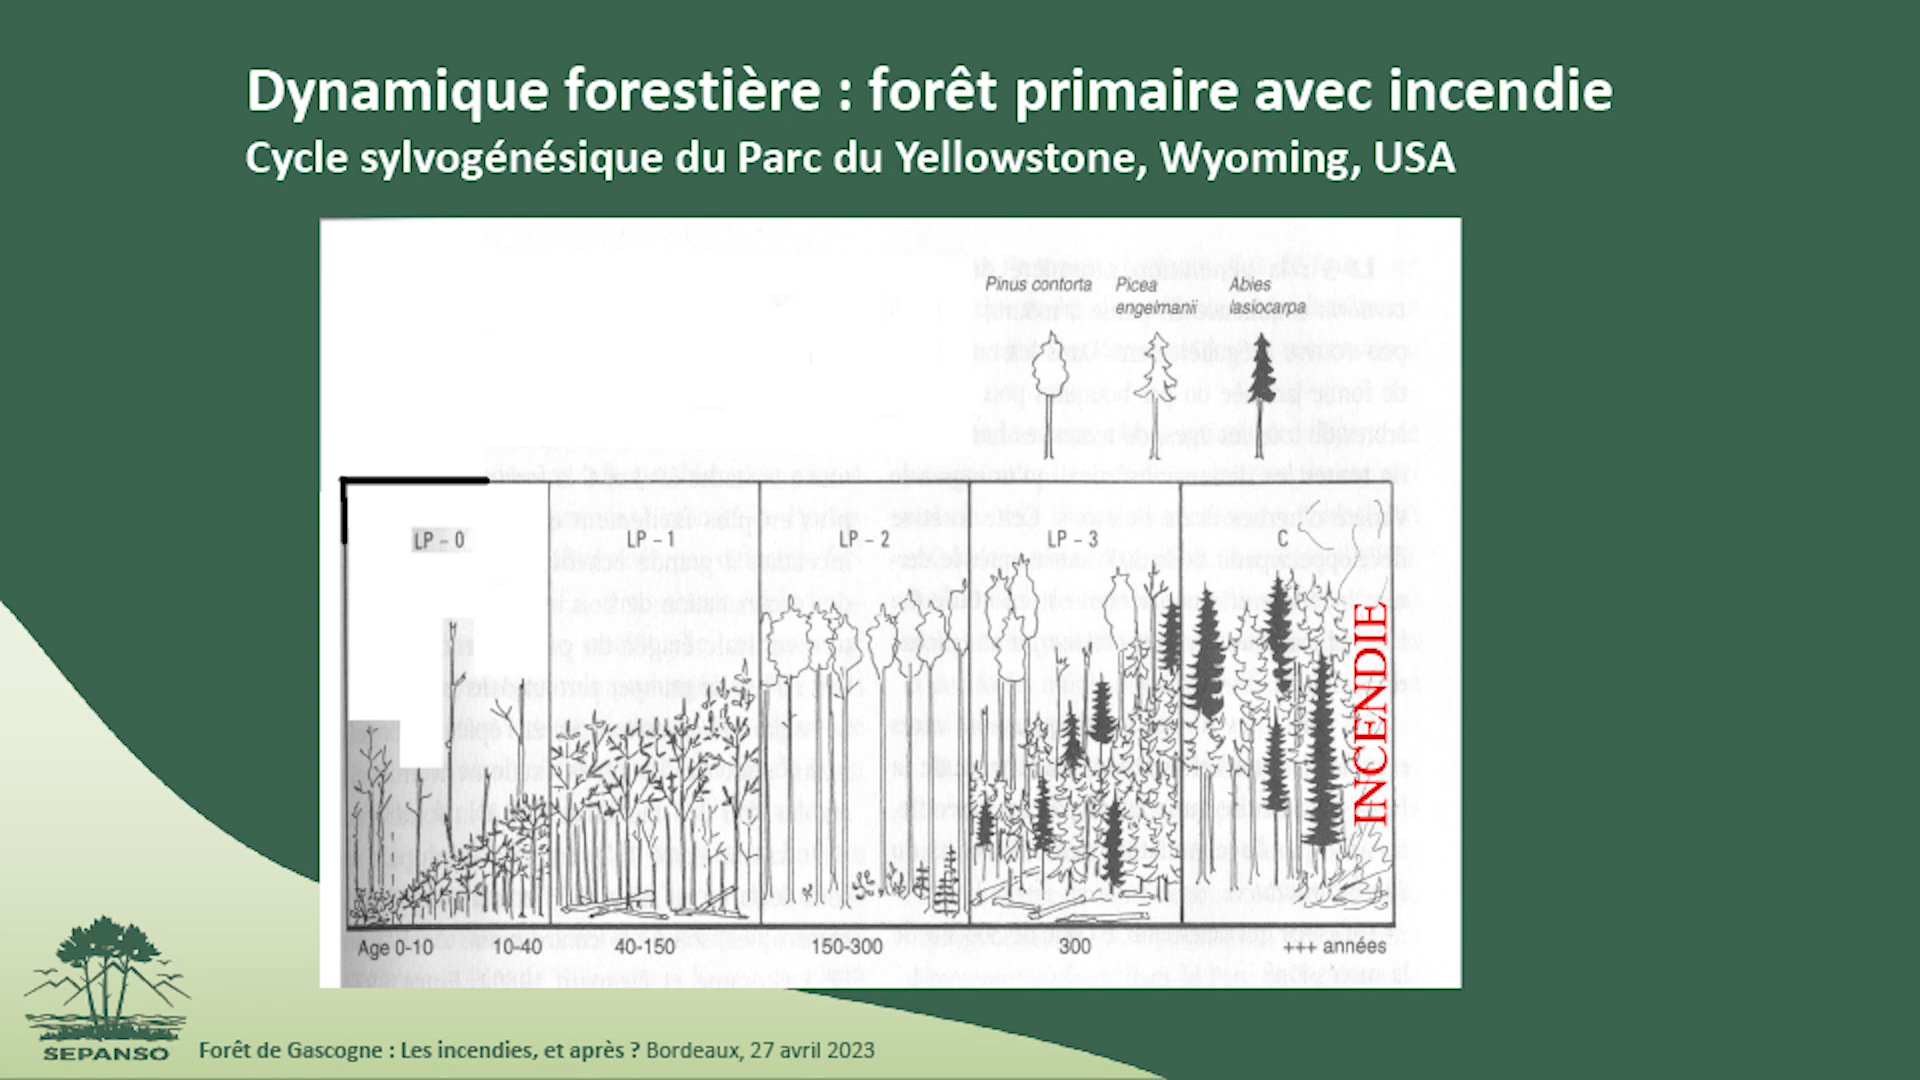 Dynamique forestière : forêt primaire avec incendie
Cycle sylvogénésique du Parc du Yellowstone, Wyoming, USA
Pinus conforta Picea Abies
engelmanii lasiocarpa
LP – 0 LP – 1 LP – 2 LP – 3 C
INCENDIE
Age 0-10 10-40 40-150 150-300 300 +++ années
SEPANSO
Forêt de Gascogne : Les incendies, et après ? Bordeaux, 27 avril 2023